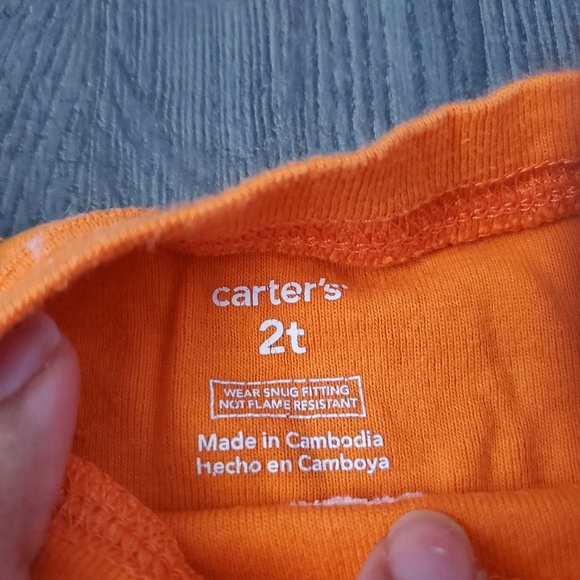 carter's
2t
WEAR SNUG FITTING
NOT FLAME RESISTANT
Made in Cambodia
Hecho en Camboya